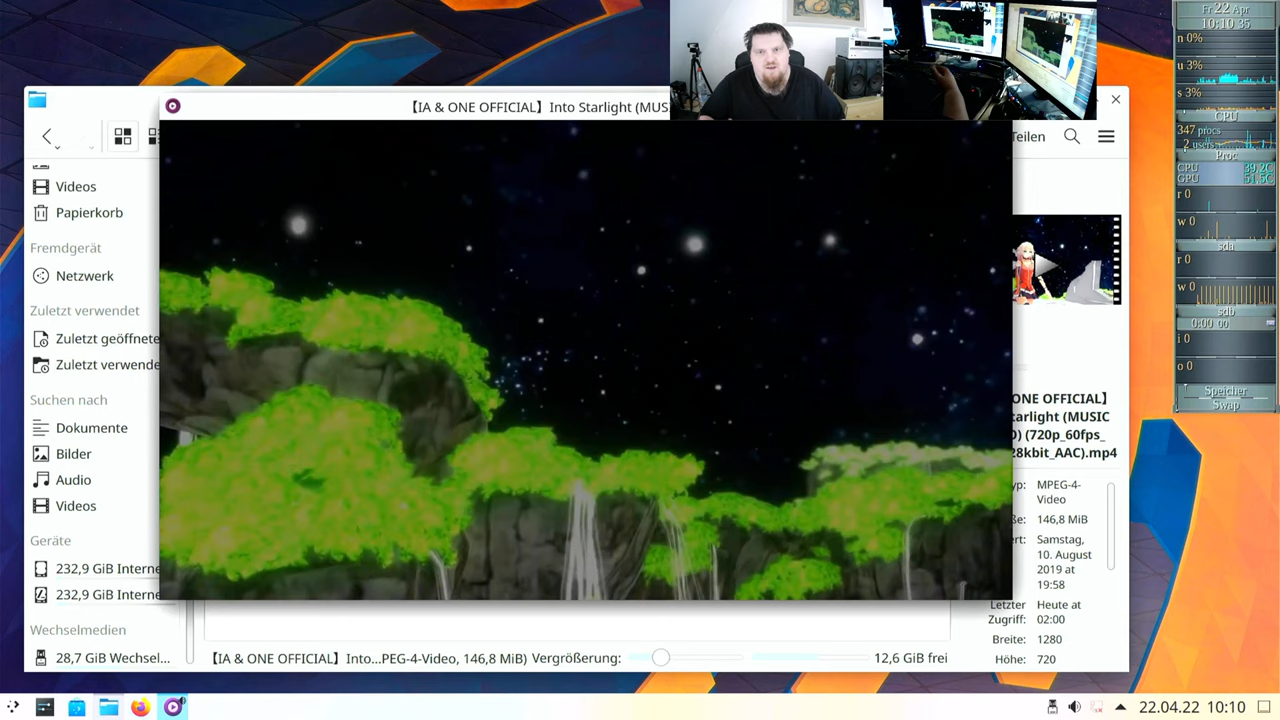 【IA & ONE OFFICIAL】Into Starlight (MUS
Teilen
Videos
Papierkorb
Fremdgerät
Netzwerk
Zuletzt verwendet
Zuletzt geöffnete
Zuletzt verwende
Suchen nach
Dokumente
Bilder
Audio
Videos
Geräte
232,9 GiB Interne
232,9 GiB Interne
Wechselmedien
28,7 GiB Wechsel...
ONE OFFICIAL】
tarlight (MUSIC
O) (720p_60fps_
28kbit_AAC).mp4
yp: MPEG-4-
Video
ße: 146,8 MiB
ert: Samstag,
10. August
2019 at
19:58
Letzter Heute at
Zugriff: 02:00
Breite: 1280
Höhe: 720
【IA & ONE OFFICIAL】Into...PEG-4-Video, 146,8 MiB)
Vergrößerung:
12,6 GiB frei
Fr 22 Apr
10:10 35
n 0%
u 3%
s 3%
CPU
347 procs
2 users
Proc
CPU 39,2C
GPU 51,5C
r 0
w 0
sda
r 0
w 0
sdb
0:00 00
i 0
o 0
Speicher
Swap
22.04.22 10:10